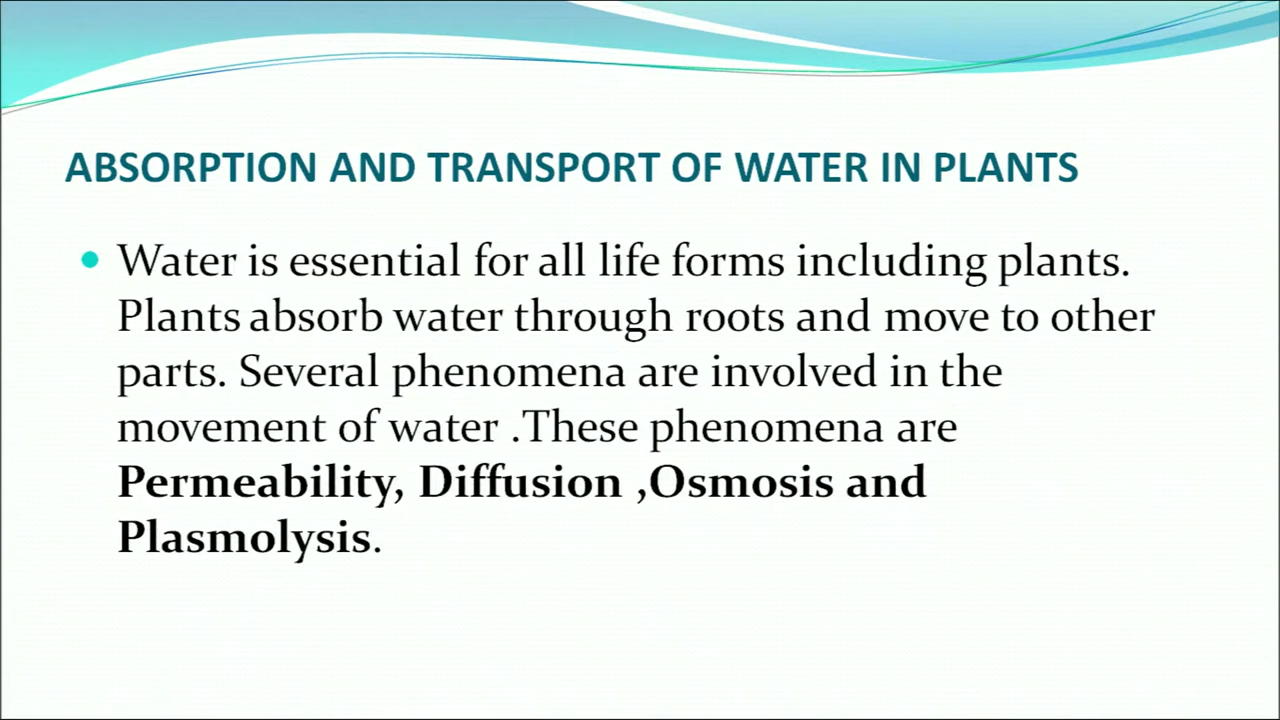 ABSORPTION AND TRANSPORT OF WATER IN PLANTS
Water is essential for all life forms including plants.
Plants absorb water through roots and move to other
parts. Several phenomena are involved in the
movement of water .These phenomena are
Permeability, Diffusion ,Osmosis and
Plasmolysis.